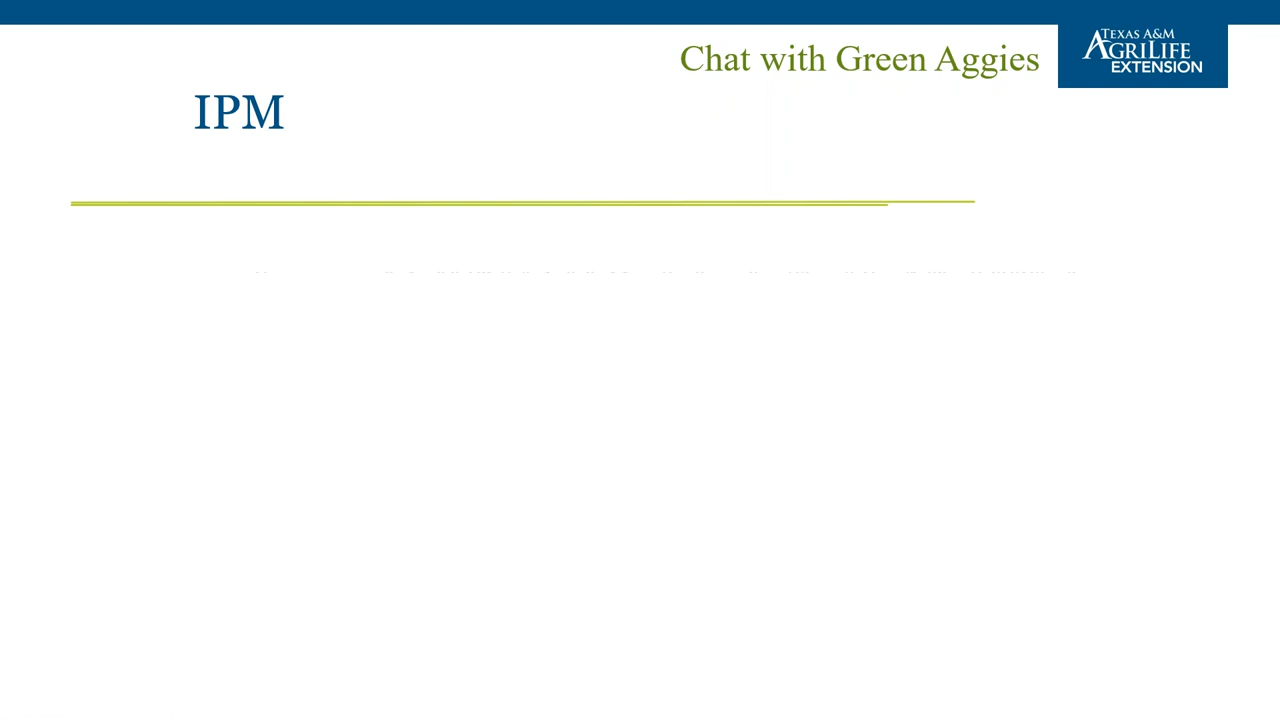 Chat with Green Aggies
TEXAS A&M
AGRILIFE
EXTENSION
IPM